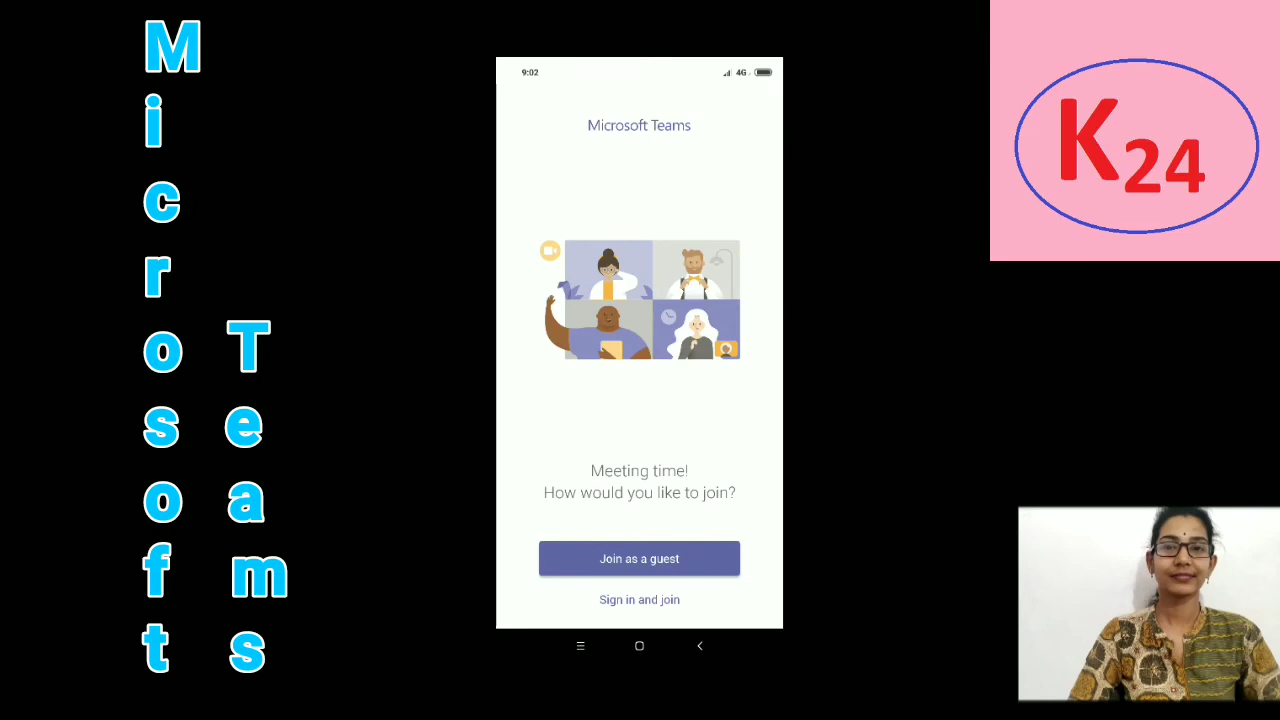 Microsoft
Teams
9:02
4G
Microsoft Teams
Meeting time!
How would you like to join?
Join as a guest
Sign in and join
K24